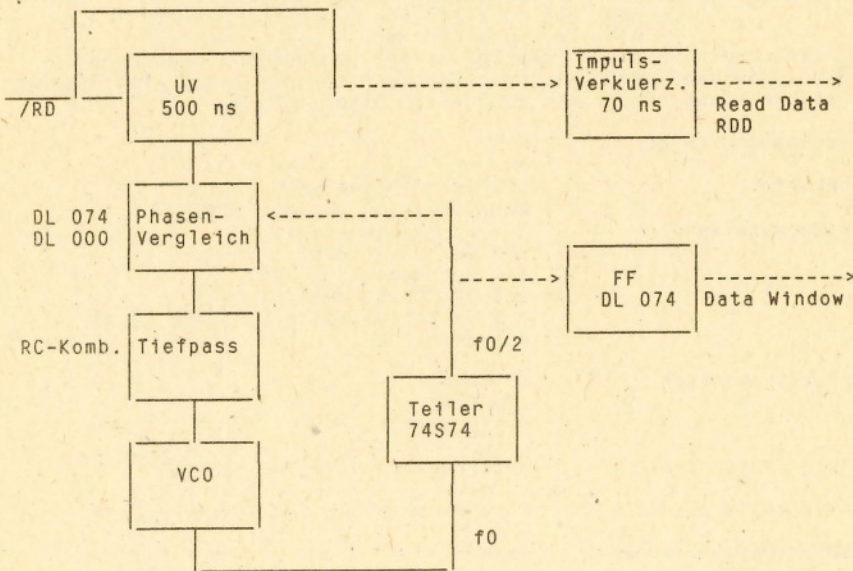 Impuls-
UV
Verkuerz.
/RD
500 ns
70 ns
Read Data
RDD
DL 074
Phasen-
DL 000
Vergleich
FF
DL 074
Data Window
RC-Komb.
Tiefpass
f0/2
Teiler
74S74
VCO
f0